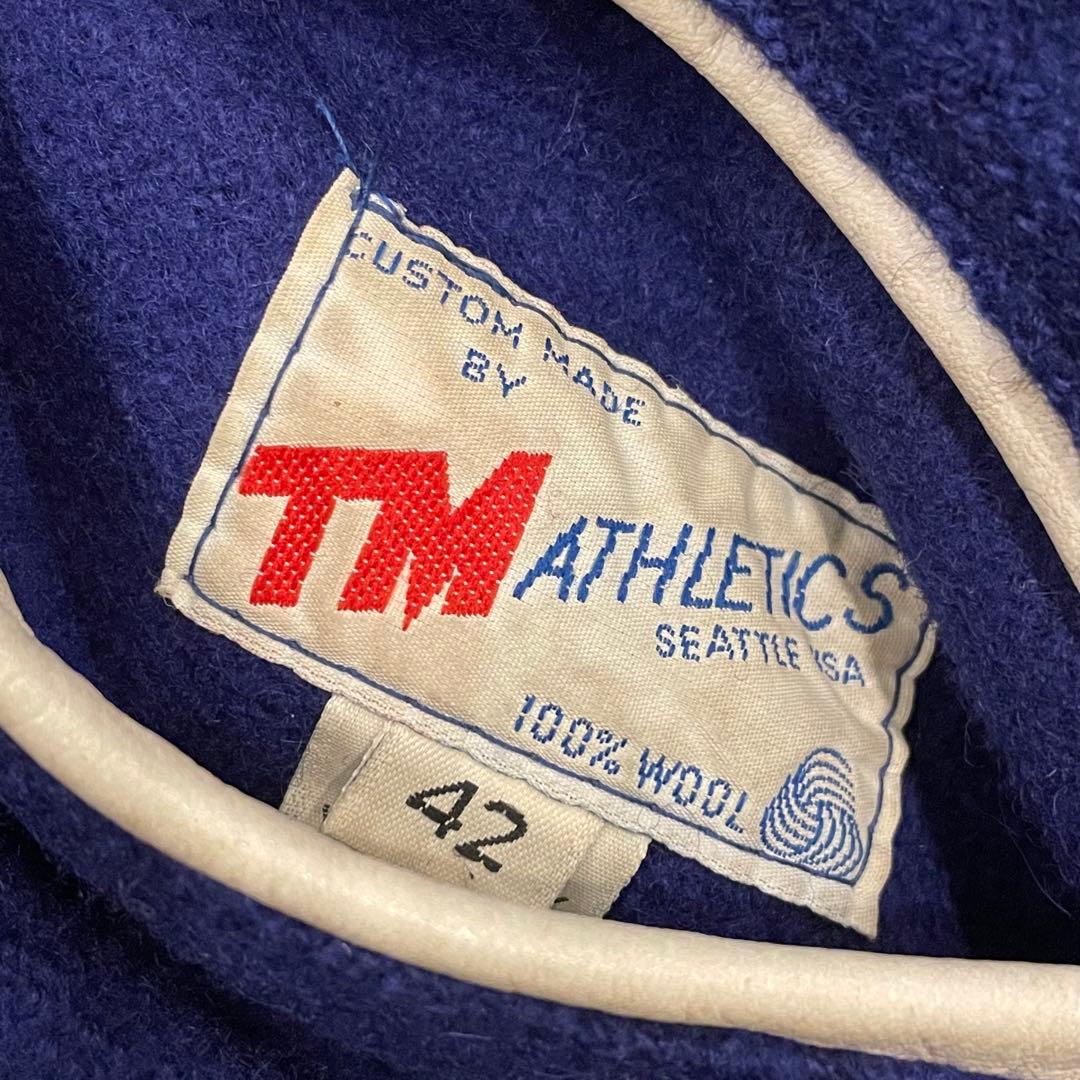 CUSTOM MADE
BY
TM ATHLETICS
SEATTLE USA
100% WOOL
42